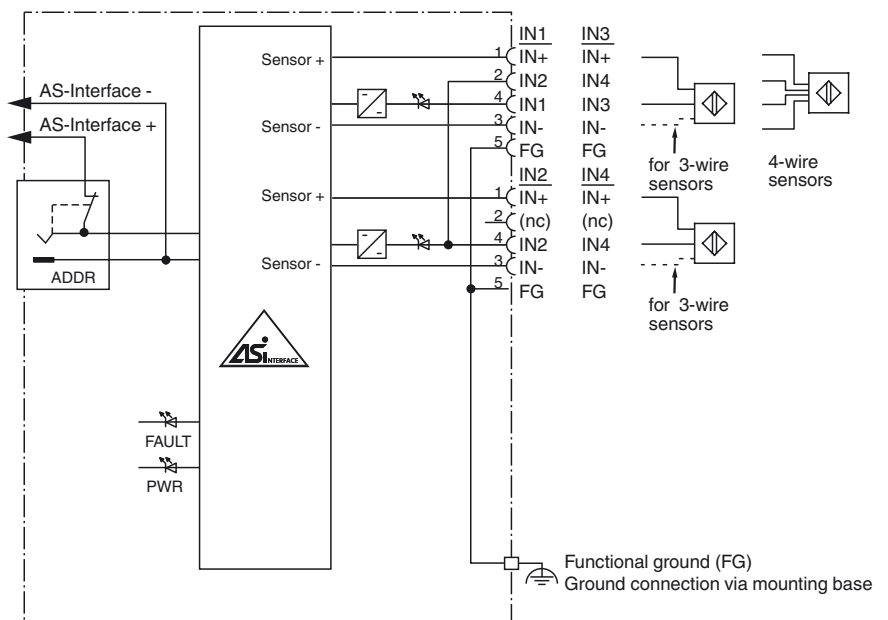 IN1 IN3
Sensor + 1 IN+ IN+
2 IN2 IN4
AS-Interface -
4 IN1 IN3
AS-Interface +
Sensor - 3 IN- IN-
5 FG FG
for 3-wire
sensors
4-wire
sensors
IN2 IN4
Sensor + 1 IN+ IN+
2 (nc) (nc)
4 IN2 IN4
Sensor - 3 IN- IN-
ADDR
5 FG FG
for 3-wire
sensors
ASi INTERFACE
FAULT
PWR
Functional ground (FG)
Ground connection via mounting base